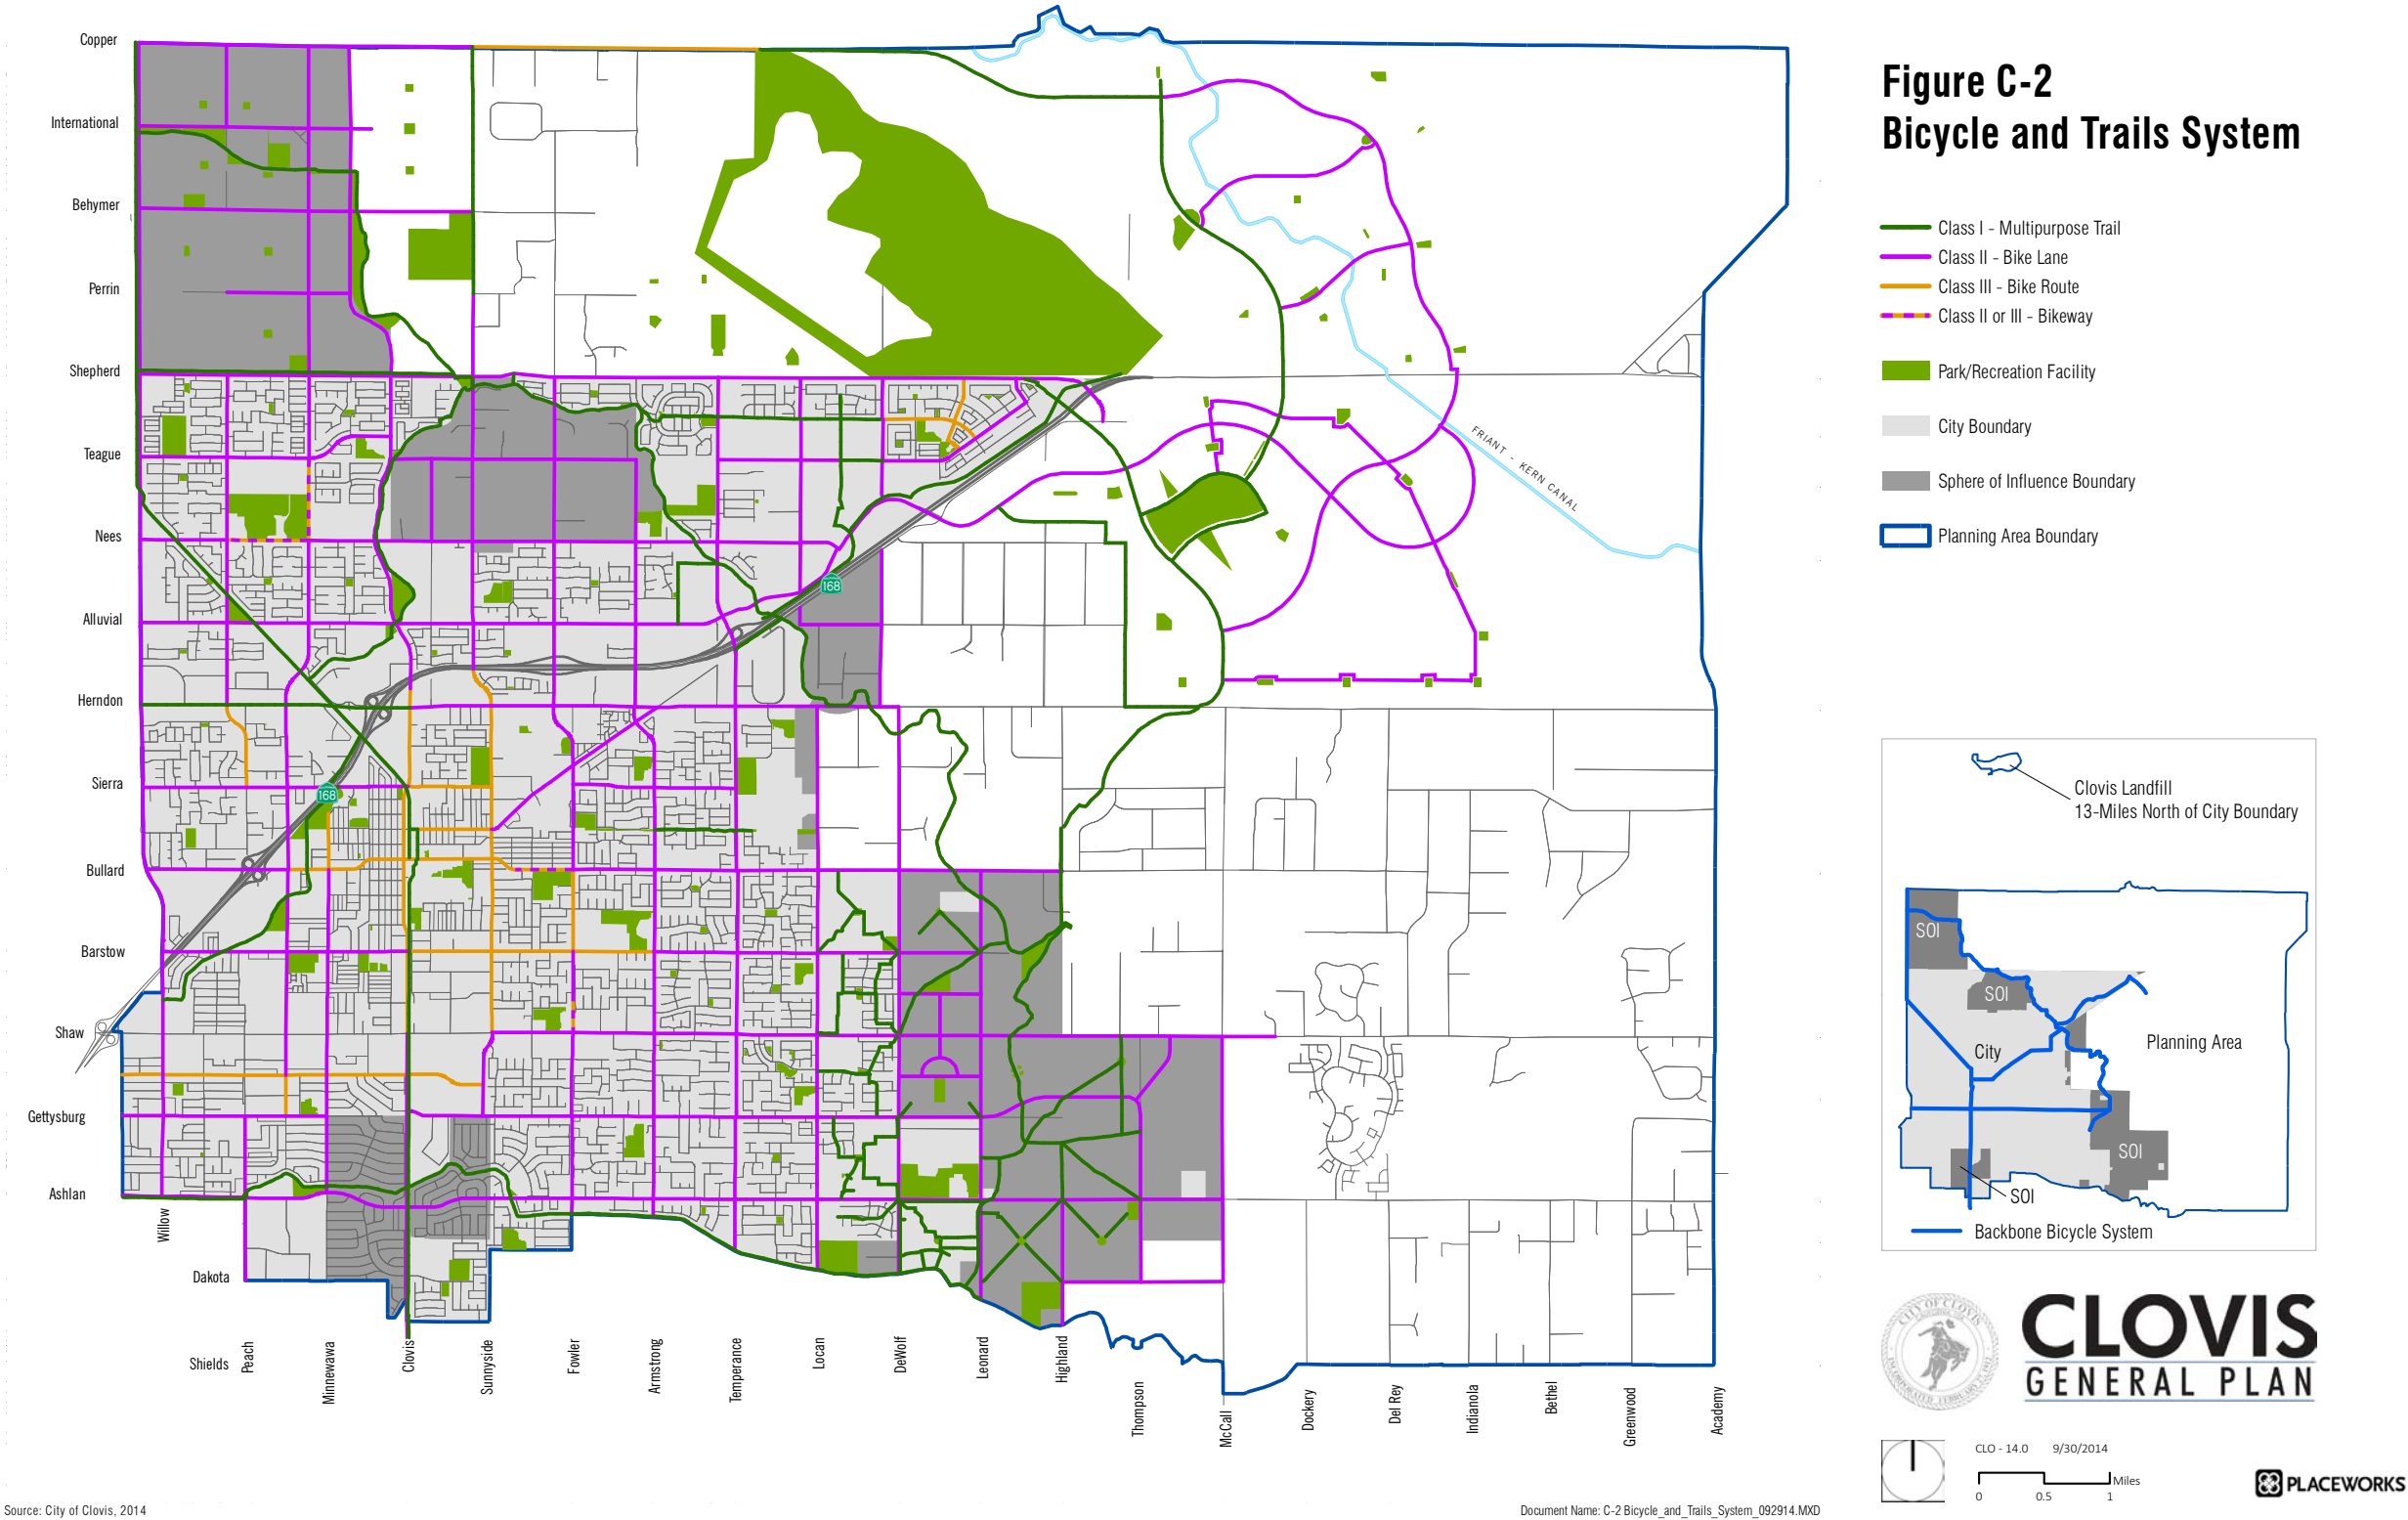 Figure C-2
Bicycle and Trails System
Class I - Multipurpose Trail
Class II - Bike Lane
Class III - Bike Route
Class II or III - Bikeway
Park/Recreation Facility
City Boundary
Sphere of Influence Boundary
Planning Area Boundary
Copper
International
Behymer
Perrin
Shepherd
Teague
Nees
Alluvial
Herndon
Sierra
Bullard
Barstow
Shaw
Gettysburg
Ashlan
Dakota
Shields
168
168
FRIANT - KERN CANAL
Willow
Peach
Minnewawa
Clovis
Sunnyside
Fowler
Armstrong
Temperance
Locan
DeWolf
Leonard
Highland
Thompson
McCall
Dockery
Del Rey
Indianola
Bethel
Greenwood
Academy
Clovis Landfill
13-Miles North of City Boundary
SOI
SOI
City
Planning Area
SOI
SOI
Backbone Bicycle System
CITY OF CLOVIS
CLOVIS
GENERAL PLAN
CLO - 14.0 9/30/2014
Miles
0 0.5 1
PLACEWORKS
Source: City of Clovis, 2014
Document Name: C-2 Bicycle_and_Trails_System_092914.MXD